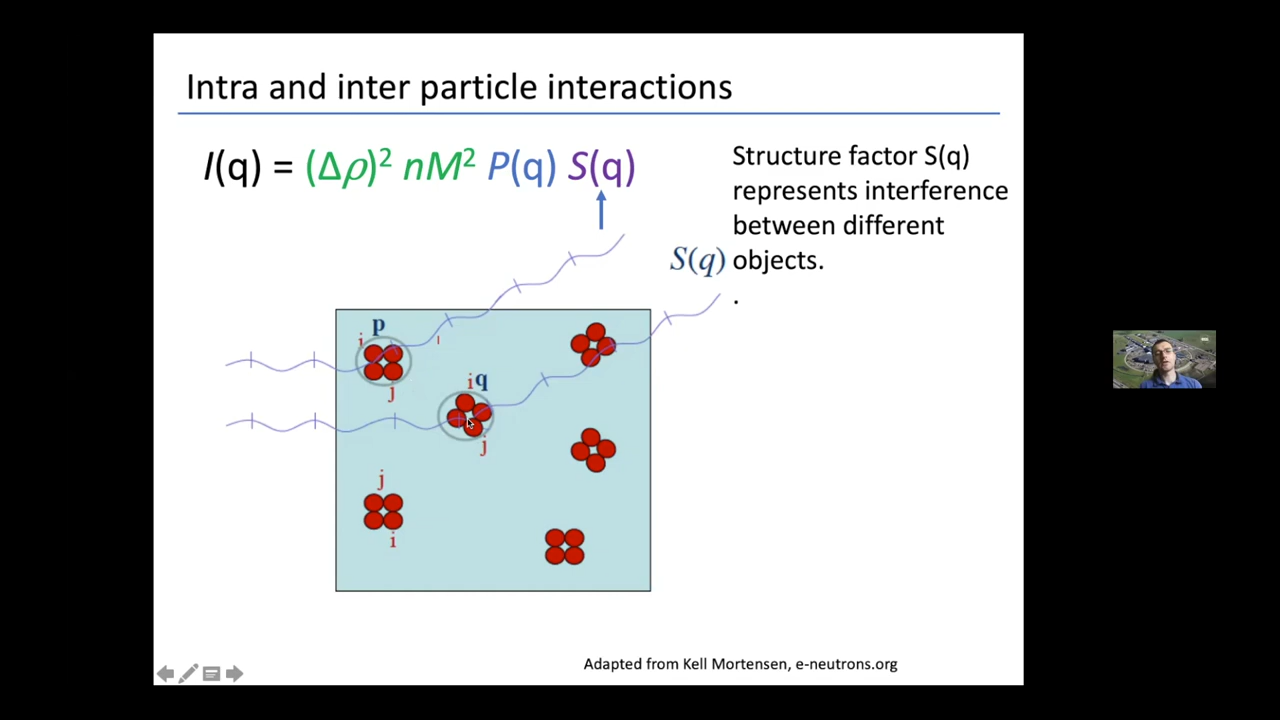 Intra and inter particle interactions
I(q) = (Δρ)² nM² P(q) S(q)
Structure factor S(q)
represents interference
between different
S(q) objects.
.
p
i
j
i q
j
j
i
Adapted from Kell Mortensen, e-neutrons.org